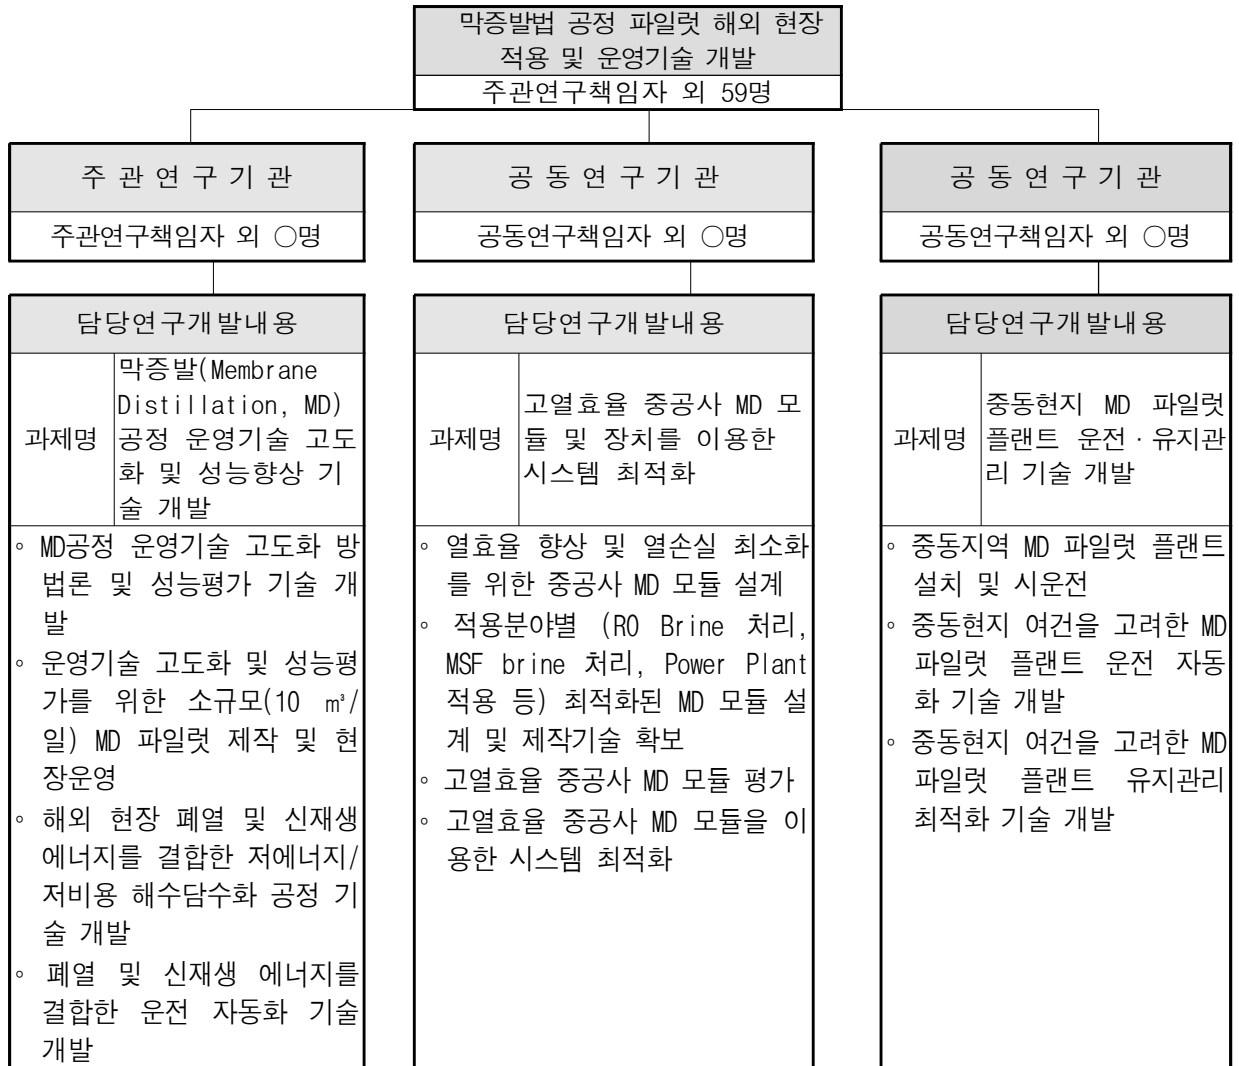 막증발법 공정 파일럿 해외 현장
적용 및 운영기술 개발
주관연구책임자 외 59명
주 관 연 구 기 관
주관연구책임자 외 ○명
담당연구개발내용
과제명
막증발(Membrane
Distillation, MD)
공정 운영기술 고도
화 및 성능향상 기
술 개발
◦ MD공정 운영기술 고도화 방
법론 및 성능평가 기술 개
발
◦ 운영기술 고도화 및 성능평
가를 위한 소규모(10 ㎥/
일) MD 파일럿 제작 및 현
장운영
◦ 해외 현장 폐열 및 신재생
에너지를 결합한 저에너지/
저비용 해수담수화 공정 기
술 개발
◦ 폐열 및 신재생 에너지를
결합한 운전 자동화 기술
개발
공 동 연 구 기 관
공동연구책임자 외 ○명
담당연구개발내용
과제명
고열효율 중공사 MD 모
듈 및 장치를 이용한
시스템 최적화
◦ 열효율 향상 및 열손실 최소화
를 위한 중공사 MD 모듈 설계
◦ 적용분야별 (RO Brine 처리,
MSF brine 처리, Power Plant
적용 등) 최적화된 MD 모듈 설
계 및 제작기술 확보
◦ 고열효율 중공사 MD 모듈 평가
◦ 고열효율 중공사 MD 모듈을 이
용한 시스템 최적화
공 동 연 구 기 관
공동연구책임자 외 ○명
담당연구개발내용
과제명
중동현지 MD 파일럿
플랜트 운전·유지관
리 기술 개발
◦ 중동지역 MD 파일럿 플랜트
설치 및 시운전
◦ 중동현지 여건을 고려한 MD
파일럿 플랜트 운전 자동
화 기술 개발
◦ 중동현지 여건을 고려한 MD
파일럿 플랜트 유지관리
최적화 기술 개발